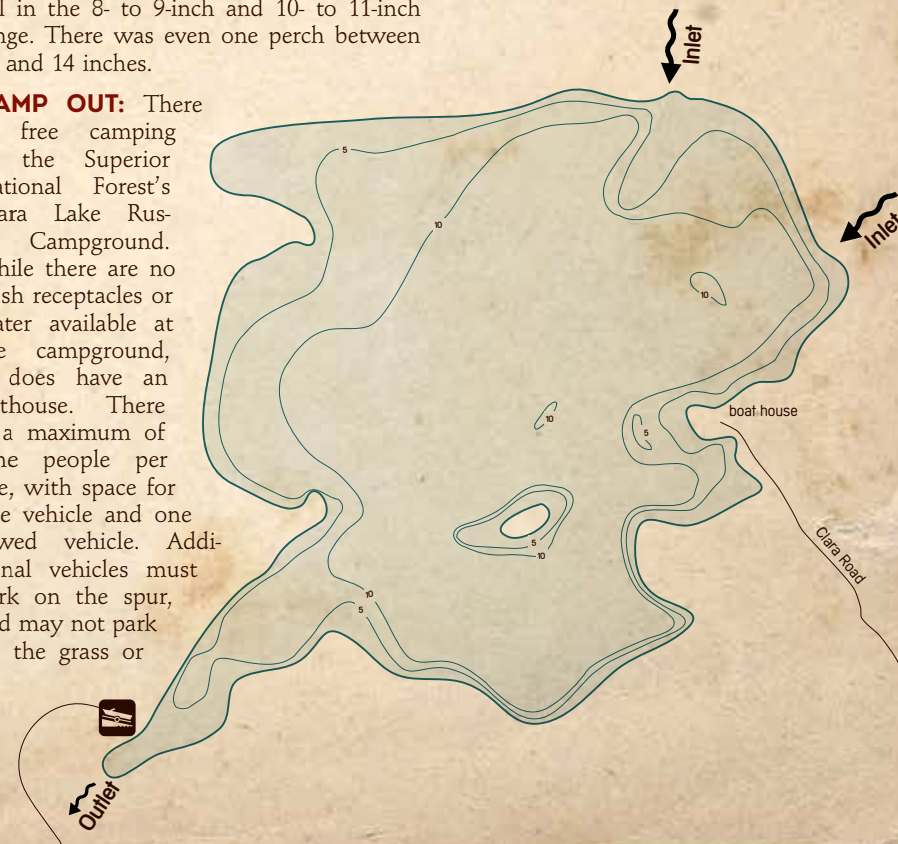 l in the 8- to 9-inch and 10- to 11-inch
nge. There was even one perch between
and 14 inches.
AMP OUT: There
free camping
the Superior
ational Forest's
ara Lake Rus-
Campground.
hile there are no
sh receptacles or
ater available at
e campground,
does have an
thouse. There
a maximum of
ne people per
e, with space for
e vehicle and one
wed vehicle. Addi-
nal vehicles must
rk on the spur,
d may not park
the grass or
Inlet
Inlet
5
10
10
10
5
boat house
Clara Road
5
10
10
5
Outlet